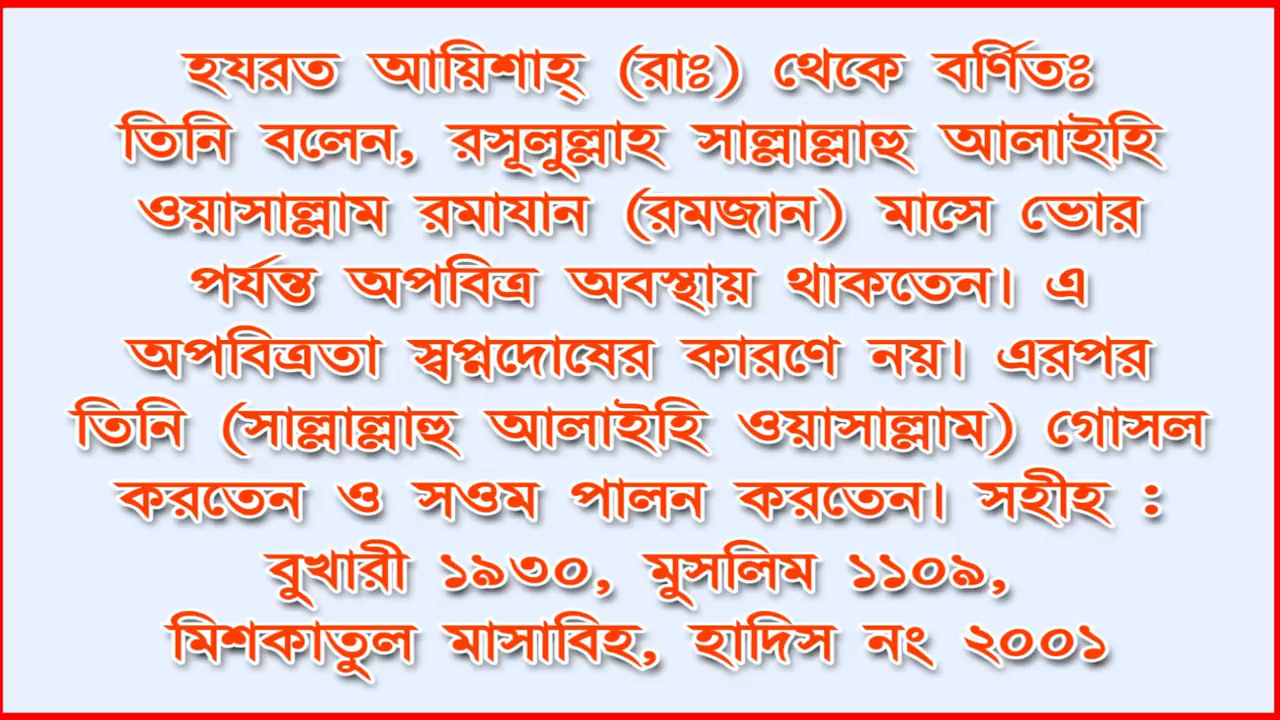 হযরত আয়িশাহ্ (রাঃ) থেকে বর্ণিতঃ
তিনি বলেন, রসূলুল্লাহ সাল্লাল্লাহু আলাইহি
ওয়াসাল্লাম রমাযান (রমজান) মাসে ভোর
পর্যন্ত অপবিত্র অবস্থায় থাকতেন। এ
অপবিত্রতা স্বপ্নদোষের কারণে নয়। এরপর
তিনি (সাল্লাল্লাহু আলাইহি ওয়াসাল্লাম) গোসল
করতেন ও সওম পালন করতেন। সহীহ :
বুখারী ১৯৩০, মুসলিম ১১০৯,
মিশকাতুল মাসাবিহ, হাদিস নং ২০০১